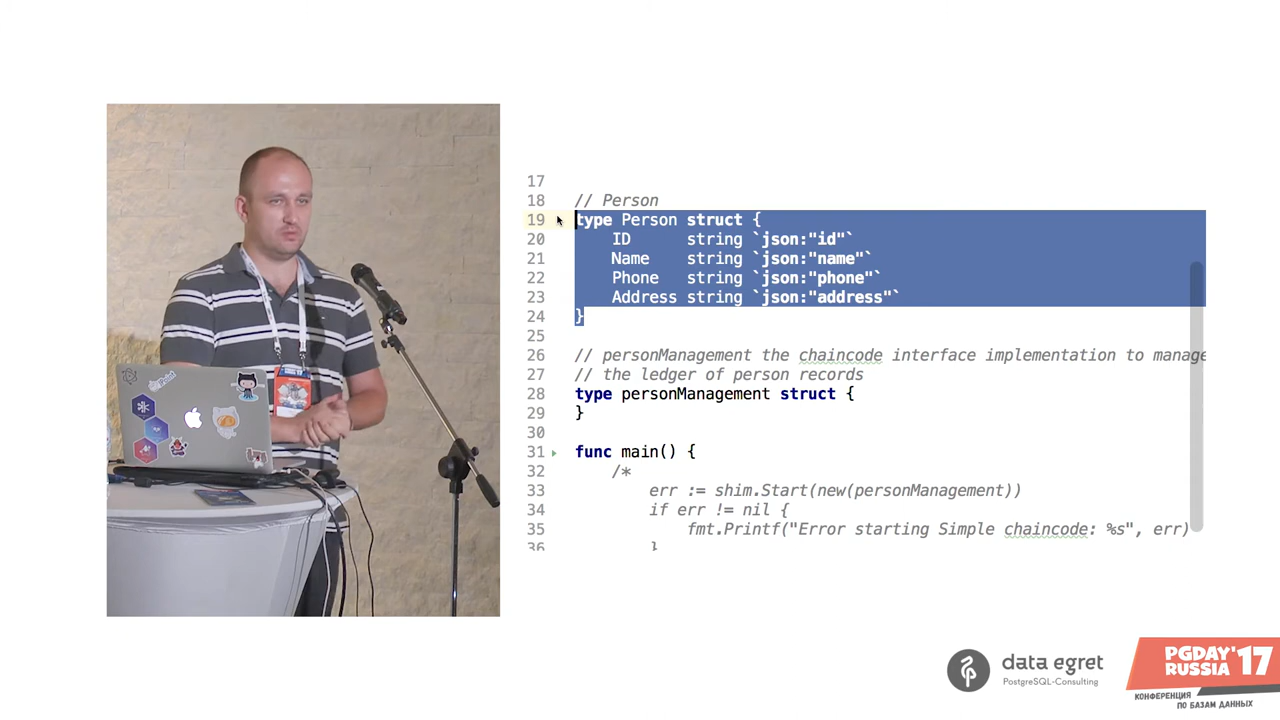 17
18 // Person
19 type Person struct {
20 ID string `json:"id"`
21 Name string `json:"name"`
22 Phone string `json:"phone"`
23 Address string `json:"address"`
24 }
25
26 // personManagement the chaincode interface implementation to manage
27 // the ledger of person records
28 type personManagement struct {
29 }
30
31 func main() {
32 /*
33 err := shim.Start(new(personManagement))
34 if err != nil {
35 fmt.Printf("Error starting Simple chaincode: %s", err)
36 }
data egret
PostgreSQL-Consulting
PGDAY'17
RUSSIA
КОНФЕРЕНЦИЯ
ПО БАЗАМ ДАННЫХ